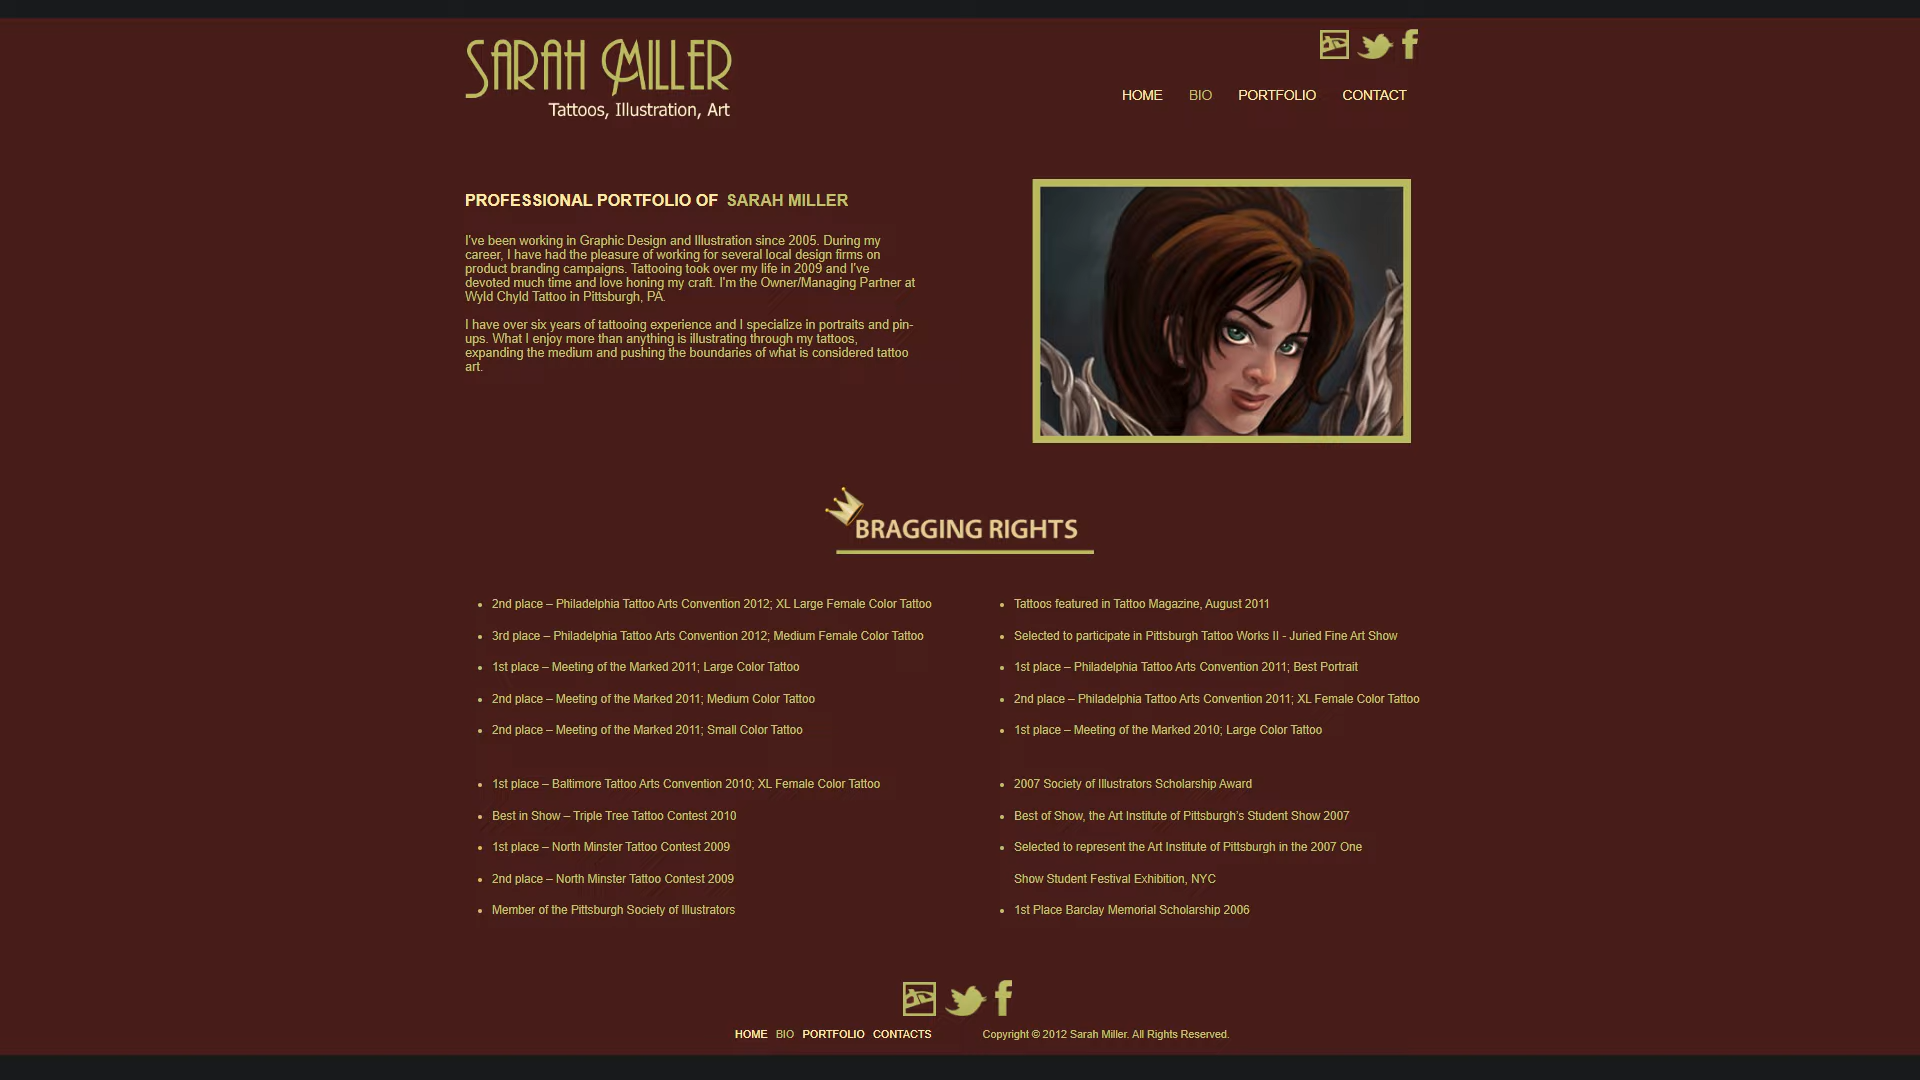 SARAH MILLER
Tattoos, Illustration, Art
HOME BIO PORTFOLIO CONTACT
PROFESSIONAL PORTFOLIO OF SARAH MILLER
I've been working in Graphic Design and Illustration since 2005. During my
career, I have had the pleasure of working for several local design firms on
product branding campaigns. Tattooing took over my life in 2009 and I've
devoted much time and love honing my craft. I'm the Owner/Managing Partner at
Wyld Chyld Tattoo in Pittsburgh, PA.
I have over six years of tattooing experience and I specialize in portraits and pin-
ups. What I enjoy more than anything is illustrating through my tattoos,
expanding the medium and pushing the boundaries of what is considered tattoo
art.
BRAGGING RIGHTS
2nd place – Philadelphia Tattoo Arts Convention 2012; XL Large Female Color Tattoo
3rd place – Philadelphia Tattoo Arts Convention 2012; Medium Female Color Tattoo
1st place – Meeting of the Marked 2011; Large Color Tattoo
2nd place – Meeting of the Marked 2011; Medium Color Tattoo
2nd place – Meeting of the Marked 2011; Small Color Tattoo
Tattoos featured in Tattoo Magazine, August 2011
Selected to participate in Pittsburgh Tattoo Works II - Juried Fine Art Show
1st place – Philadelphia Tattoo Arts Convention 2011; Best Portrait
2nd place – Philadelphia Tattoo Arts Convention 2011; XL Female Color Tattoo
1st place – Meeting of the Marked 2010; Large Color Tattoo
1st place – Baltimore Tattoo Arts Convention 2010; XL Female Color Tattoo
Best in Show – Triple Tree Tattoo Contest 2010
1st place – North Minster Tattoo Contest 2009
2nd place – North Minster Tattoo Contest 2009
Member of the Pittsburgh Society of Illustrators
2007 Society of Illustrators Scholarship Award
Best of Show, the Art Institute of Pittsburgh's Student Show 2007
Selected to represent the Art Institute of Pittsburgh in the 2007 One
Show Student Festival Exhibition, NYC
1st Place Barclay Memorial Scholarship 2006
HOME BIO PORTFOLIO CONTACTS Copyright © 2012 Sarah Miller. All Rights Reserved.